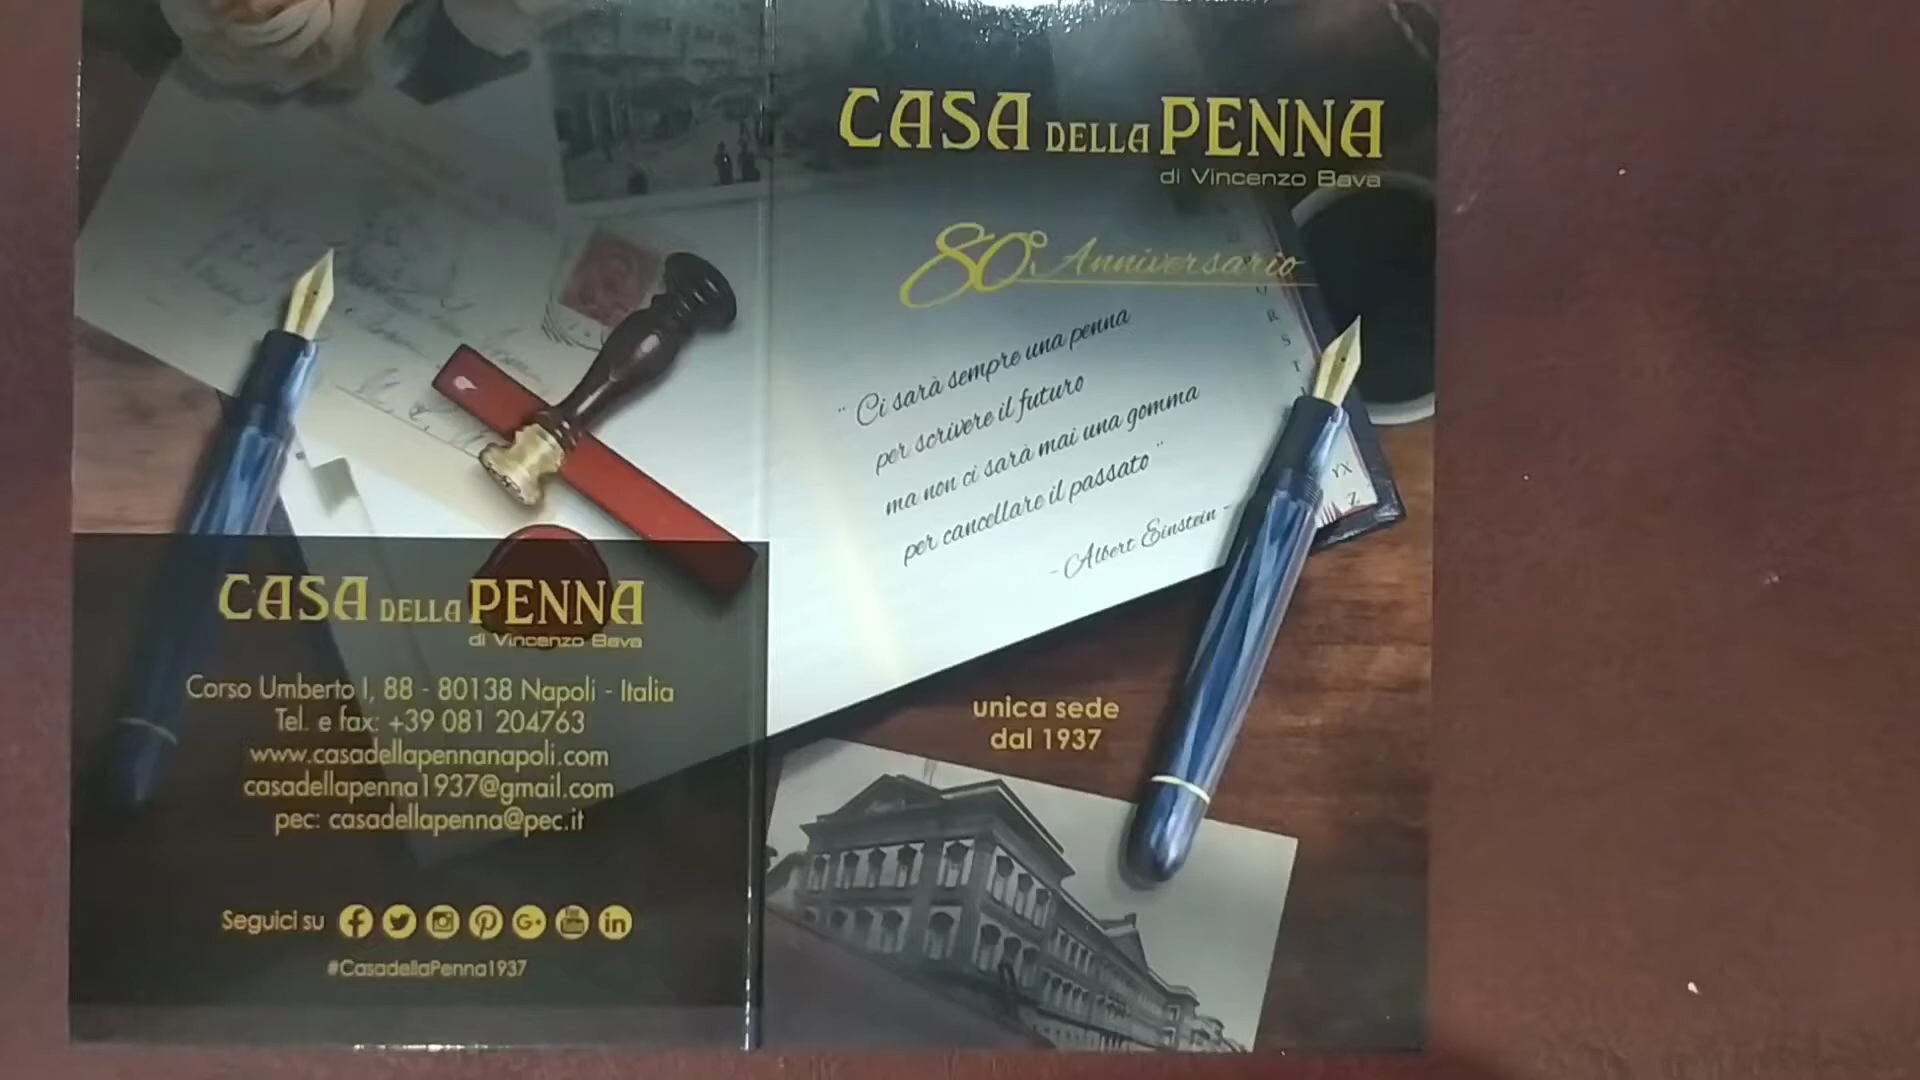 CASA DELLA PENNA
di Vincenzo Bava
Corso Umberto I, 88 - 80138 Napoli - Italia
Tel. e fax: +39 081 204763
www.casadellapennanapoli.com
casadellapenna1937@gmail.com
pec: casadellapenna@pec.it
Seguici su
#CasadellaPenna1937
CASA DELLA PENNA
di Vincenzo Bava
80° Anniversario
" Ci sarà sempre una penna
per scrivere il futuro
ma non ci sarà mai una gomma
per cancellare il passato "
- Albert Einstein -
R
S
T
YX
Z
unica sede
dal 1937